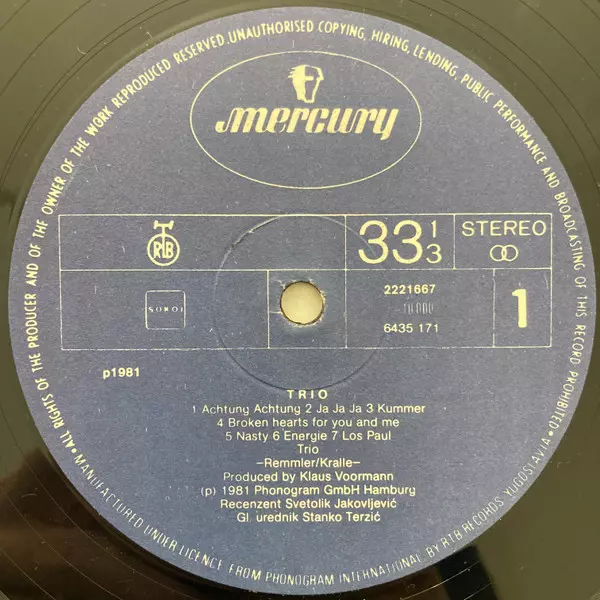 • ALL RIGHTS OF THE PRODUCER AND OF THE OWNER OF THE WORK REPRODUCED RESERVED. UNAUTHORISED COPYING, HIRING, LENDING, PUBLIC PERFORMANCE AND BROADCASTING OF THIS RECORD PROHIBITED •
mercury
RTB
33 1/3
STEREO
SOKOJ
2221667
6435 171
1
p1981
TRIO
1 Achtung Achtung 2 Ja Ja Ja 3 Kummer
4 Broken hearts for you and me
5 Nasty 6 Energie 7 Los Paul
Trio
–Remmler/Kralle–
Produced by Klaus Voormann
(p) 1981 Phonogram GmbH Hamburg
Recenzent Svetolik Jakovljević
Gl. urednik Stanko Terzić
MANUFACTURED UNDER LICENCE FROM PHONOGRAM INTERNATIONAL BY RTB RECORDS YUGOSLAVIA